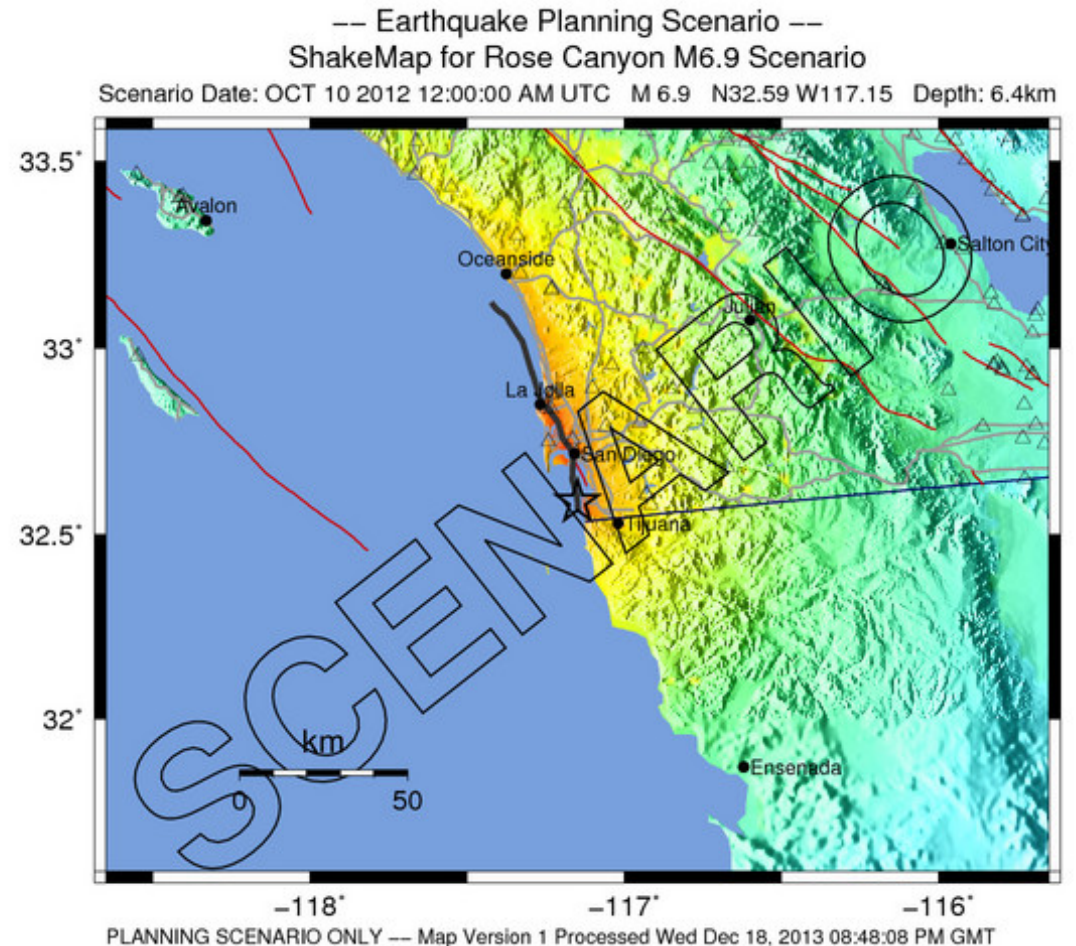 -- Earthquake Planning Scenario --
ShakeMap for Rose Canyon M6.9 Scenario
Scenario Date: OCT 10 2012 12:00:00 AM UTC M 6.9 N32.59 W117.15 Depth: 6.4km
33.5°
Avalon
Salton City
Oceanside
Julian
33°
La Jolla
San Diego
32.5°
Tijuana
SCENARIO
32°
km
0 50
Ensenada
-118° -117° -116°
PLANNING SCENARIO ONLY -- Map Version 1 Processed Wed Dec 18, 2013 08:48:08 PM GMT